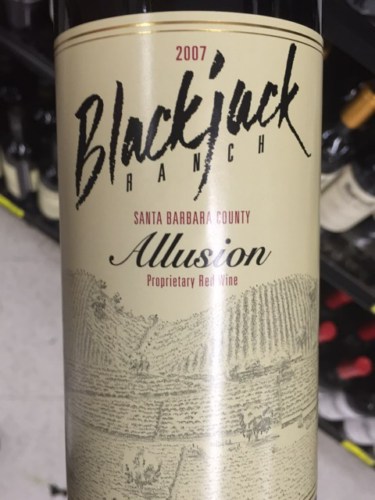 2007
Blackjack
RANCH
SANTA BARBARA COUNTY
Allusion
Proprietary Red Wine